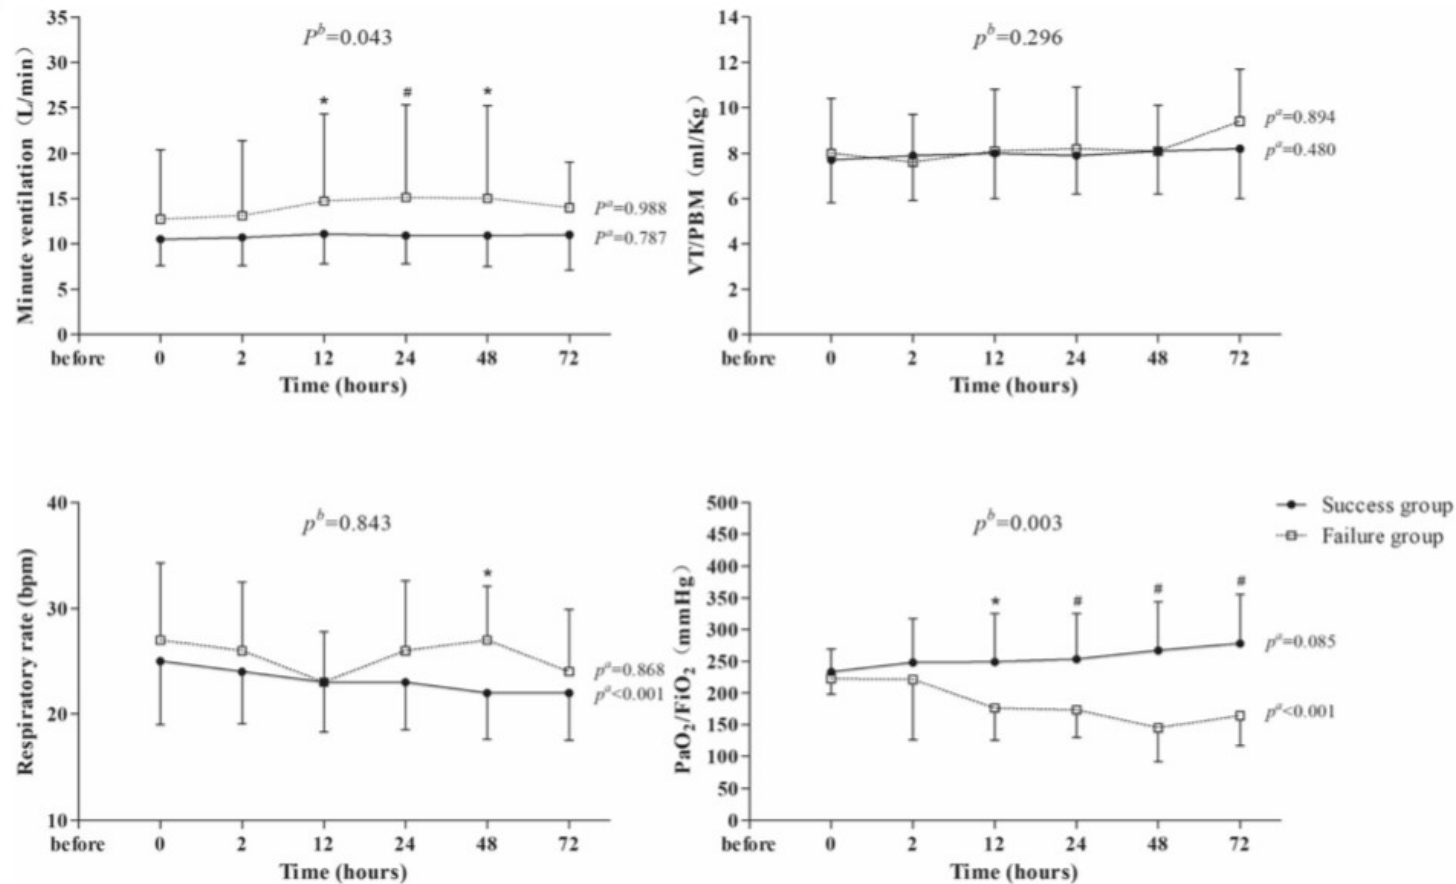 Minute ventilation (L/min)
35
30
25
20
15
10
5
0
P^b=0.043
* # *
P^a=0.988
P^a=0.787
before 0 2 12 24 48 72
Time (hours)
VT/PBM (ml/Kg)
14
12
10
8
6
4
2
0
p^b=0.296
p^a=0.894
p^a=0.480
before 0 2 12 24 48 72
Time (hours)
Respiratory rate (bpm)
40
30
20
10
p^b=0.843
*
p^a=0.868
p^a<0.001
before 0 2 12 24 48 72
Time (hours)
PaO₂/FiO₂ (mmHg)
500
450
400
350
300
250
200
150
100
50
0
p^b=0.003
* # # #
p^a=0.085
p^a<0.001
before 0 2 12 24 48 72
Time (hours)
Success group
Failure group